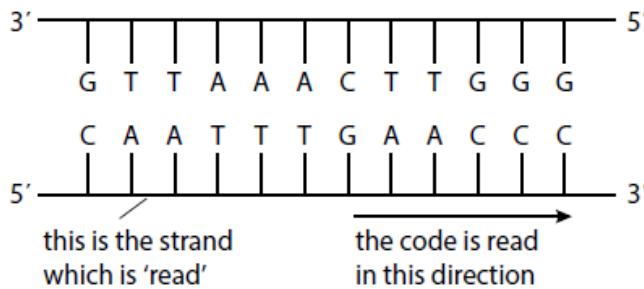 3′ 5′
G T T A A A C T T G G G
C A A T T T G A A C C C
5′ 3′
this is the strand
which is ‘read’
the code is read
in this direction